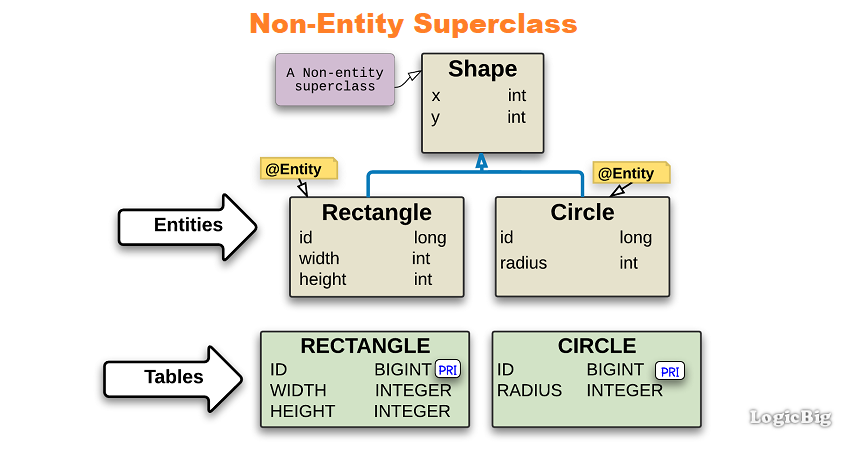 Non-Entity Superclass
A Non-entity
superclass
Shape
x int
y int
@Entity
@Entity
Entities
Rectangle
id long
width int
height int
Circle
id long
radius int
Tables
RECTANGLE
ID BIGINT PRI
WIDTH INTEGER
HEIGHT INTEGER
CIRCLE
ID BIGINT PRI
RADIUS INTEGER
LogicBig